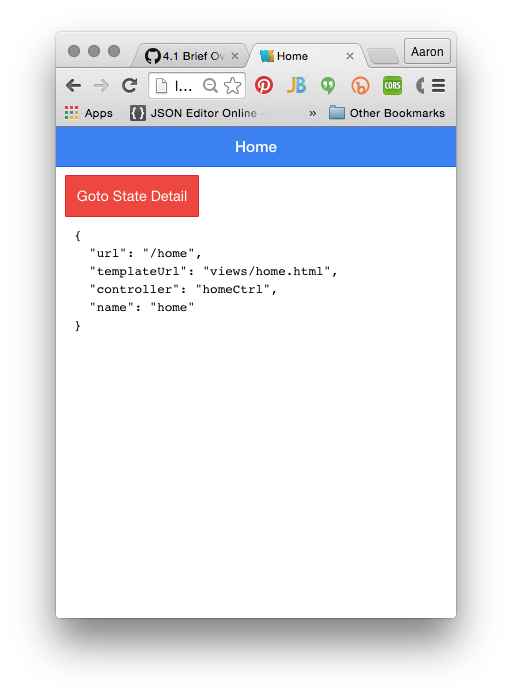 4.1 Brief Ov
Home
Aaron
l...
JB
b
CORS
Apps
{} JSON Editor Online
»
Other Bookmarks
Home
Goto State Detail
{
"url": "/home",
"templateUrl": "views/home.html",
"controller": "homeCtrl",
"name": "home"
}